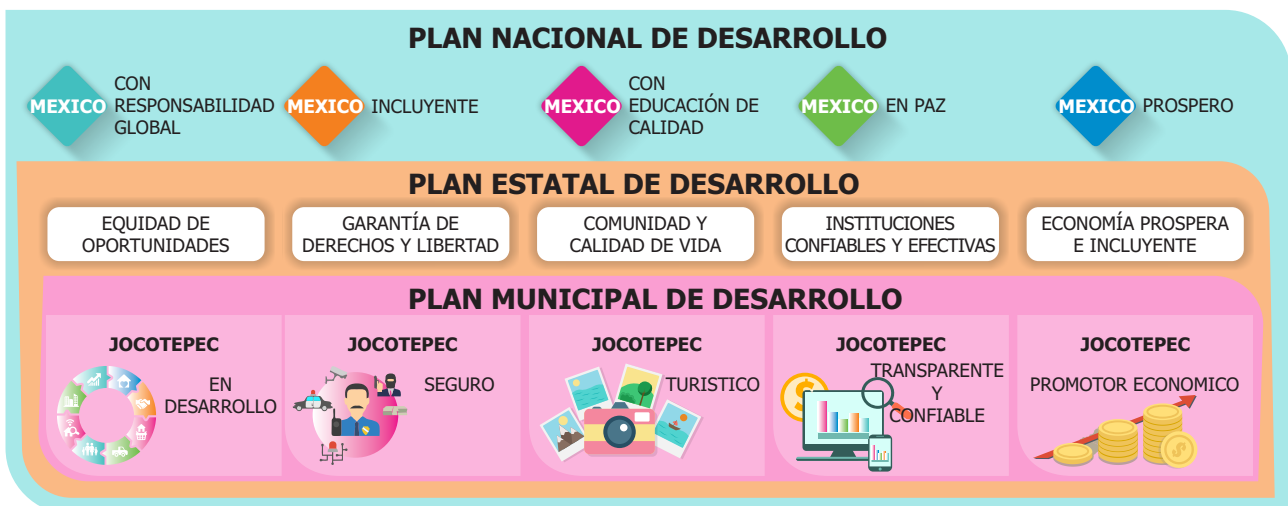 PLAN NACIONAL DE DESARROLLO
MEXICO
CON
RESPONSABILIDAD
GLOBAL
MEXICO INCLUYENTE
MEXICO
CON
EDUCACIÓN DE
CALIDAD
MEXICO EN PAZ
MEXICO PROSPERO
PLAN ESTATAL DE DESARROLLO
EQUIDAD DE
OPORTUNIDADES
GARANTÍA DE
DERECHOS Y LIBERTAD
COMUNIDAD Y
CALIDAD DE VIDA
INSTITUCIONES
CONFIABLES Y EFECTIVAS
ECONOMÍA PROSPERA
E INCLUYENTE
PLAN MUNICIPAL DE DESARROLLO
JOCOTEPEC
EN
DESARROLLO
JOCOTEPEC
SEGURO
JOCOTEPEC
TURISTICO
JOCOTEPEC
TRANSPARENTE
Y
CONFIABLE
JOCOTEPEC
PROMOTOR ECONOMICO